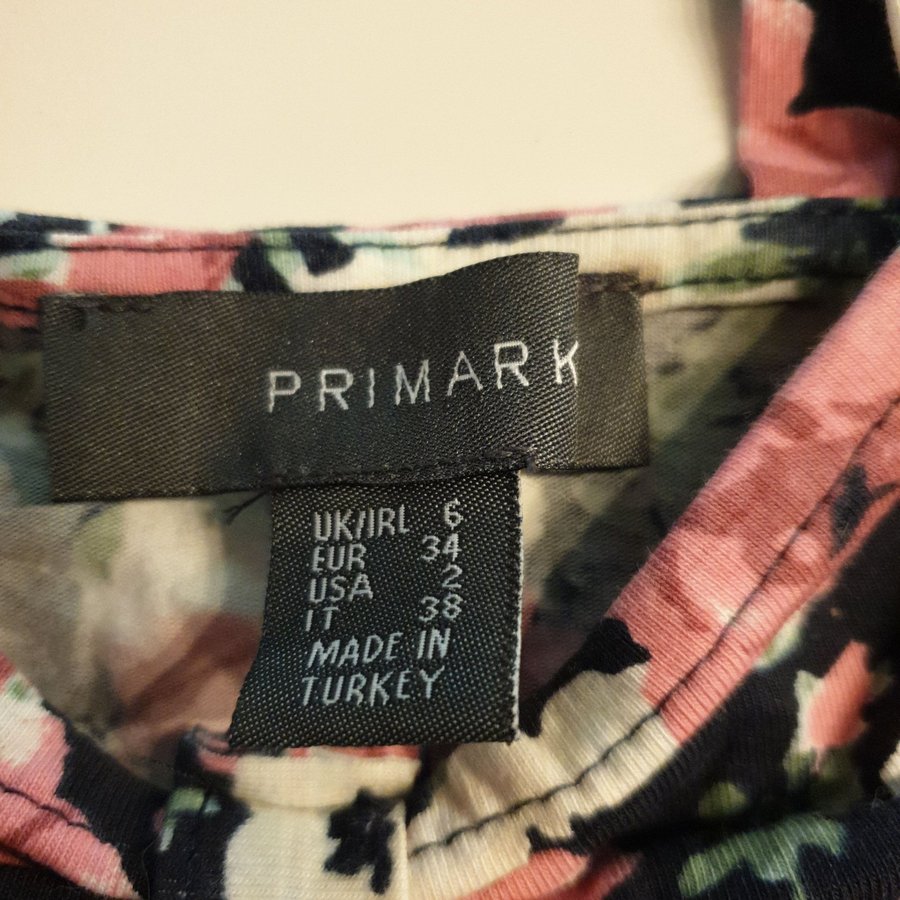 PRIMARK
UK/IRL 6
EUR 34
USA 2
IT 38
MADE IN
TURKEY